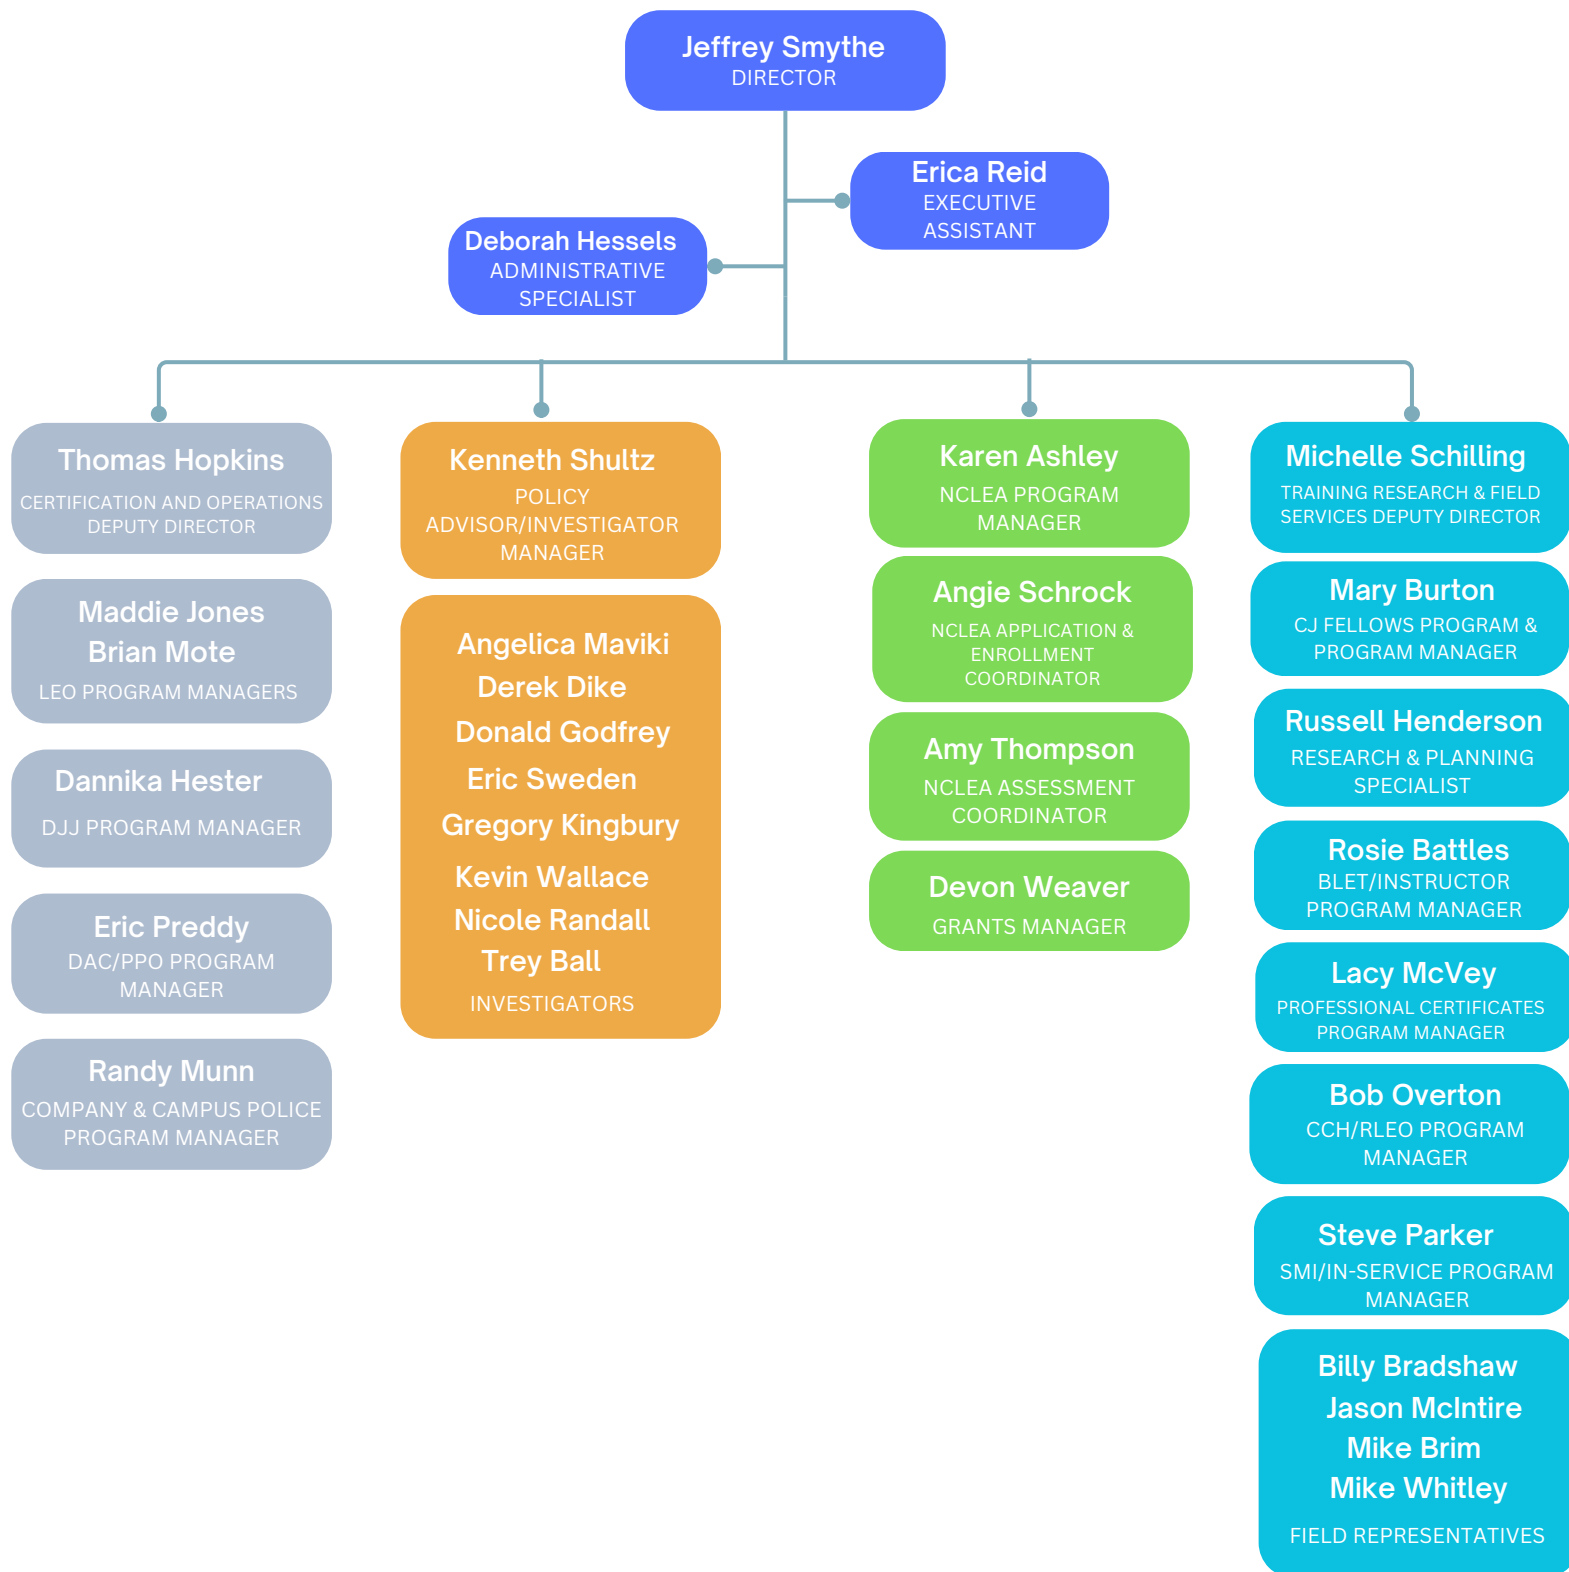 Jeffrey Smythe
DIRECTOR
Erica Reid
EXECUTIVE
ASSISTANT
Deborah Hessels
ADMINISTRATIVE
SPECIALIST
Thomas Hopkins
CERTIFICATION AND OPERATIONS
DEPUTY DIRECTOR
Maddie Jones
Brian Mote
LEO PROGRAM MANAGERS
Dannika Hester
DJJ PROGRAM MANAGER
Eric Preddy
DAC/PPO PROGRAM
MANAGER
Randy Munn
COMPANY & CAMPUS POLICE
PROGRAM MANAGER
Kenneth Shultz
POLICY
ADVISOR/INVESTIGATOR
MANAGER
Angelica Maviki
Derek Dike
Donald Godfrey
Eric Sweden
Gregory Kingbury
Kevin Wallace
Nicole Randall
Trey Ball
INVESTIGATORS
Karen Ashley
NCLEA PROGRAM
MANAGER
Angie Schrock
NCLEA APPLICATION &
ENROLLMENT
COORDINATOR
Amy Thompson
NCLEA ASSESSMENT
COORDINATOR
Devon Weaver
GRANTS MANAGER
Michelle Schilling
TRAINING RESEARCH & FIELD
SERVICES DEPUTY DIRECTOR
Mary Burton
CJ FELLOWS PROGRAM &
PROGRAM MANAGER
Russell Henderson
RESEARCH & PLANNING
SPECIALIST
Rosie Battles
BLET/INSTRUCTOR
PROGRAM MANAGER
Lacy McVey
PROFESSIONAL CERTIFICATES
PROGRAM MANAGER
Bob Overton
CCH/RLEO PROGRAM
MANAGER
Steve Parker
SMI/IN-SERVICE PROGRAM
MANAGER
Billy Bradshaw
Jason McIntire
Mike Brim
Mike Whitley
FIELD REPRESENTATIVES